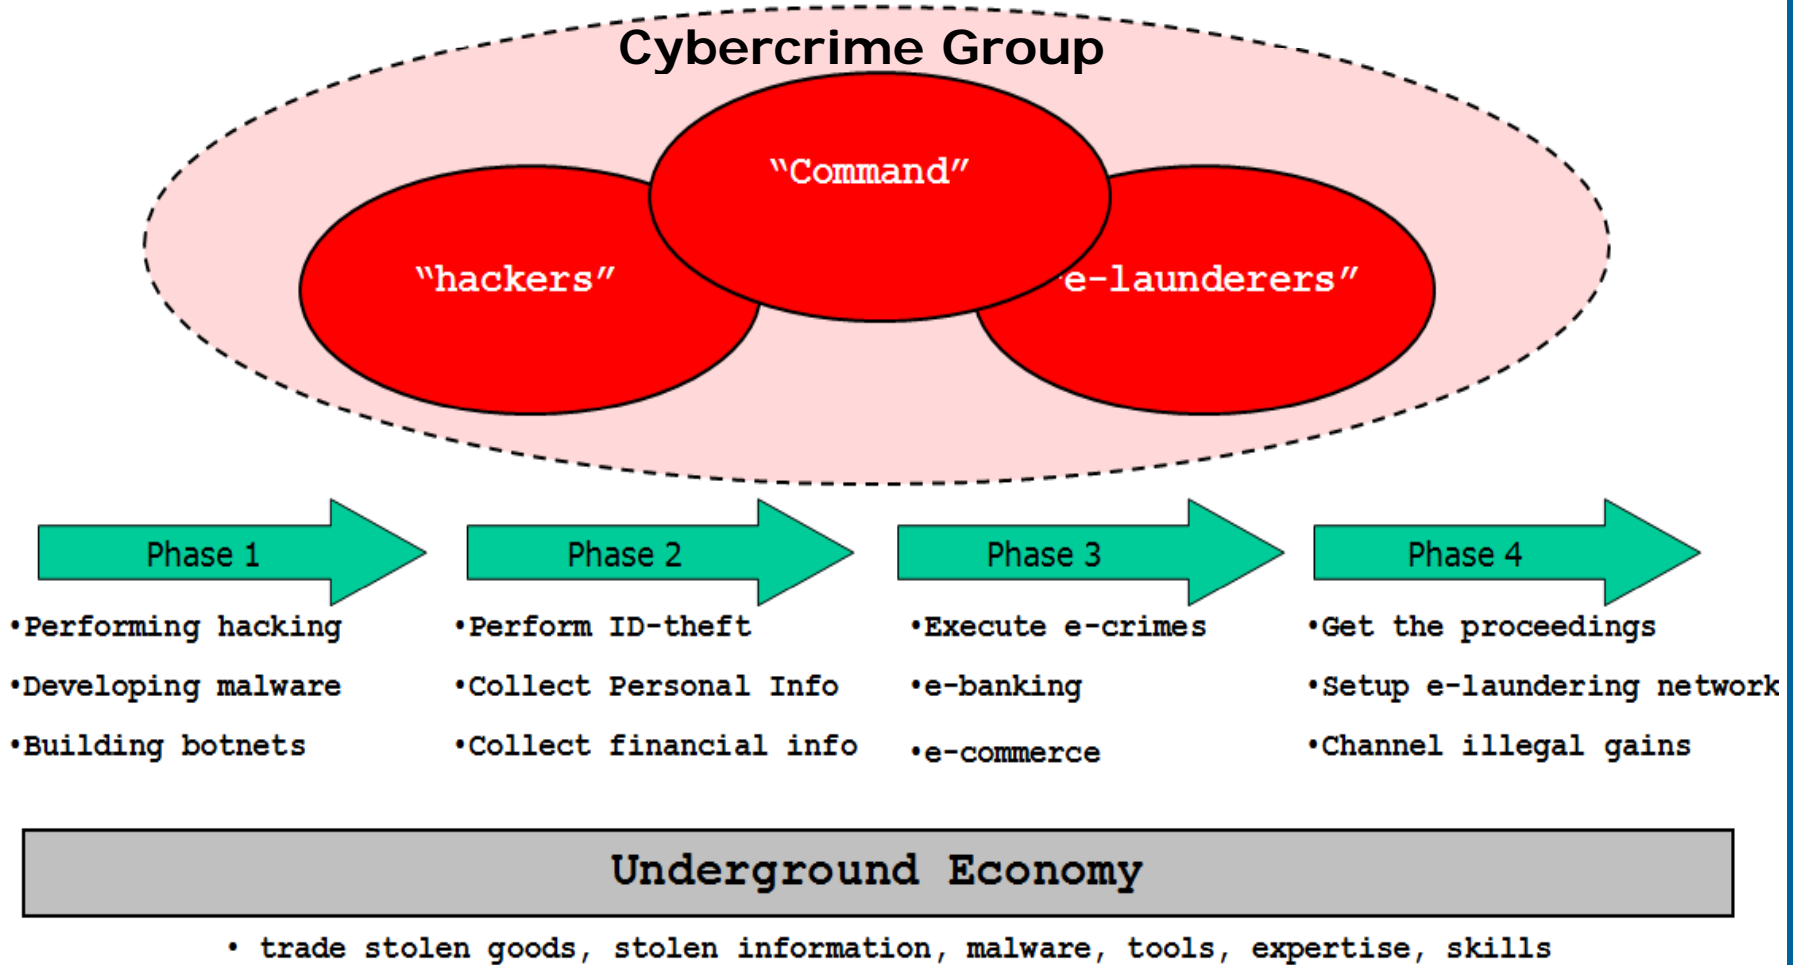 Cybercrime Group
“Command”
“hackers”
e-launderers”
Phase 1
Phase 2
Phase 3
Phase 4
•Performing hacking
•Developing malware
•Building botnets
•Perform ID-theft
•Collect Personal Info
•Collect financial info
•Execute e-crimes
•e-banking
•e-commerce
•Get the proceedings
•Setup e-laundering network
•Channel illegal gains
Underground Economy
• trade stolen goods, stolen information, malware, tools, expertise, skills